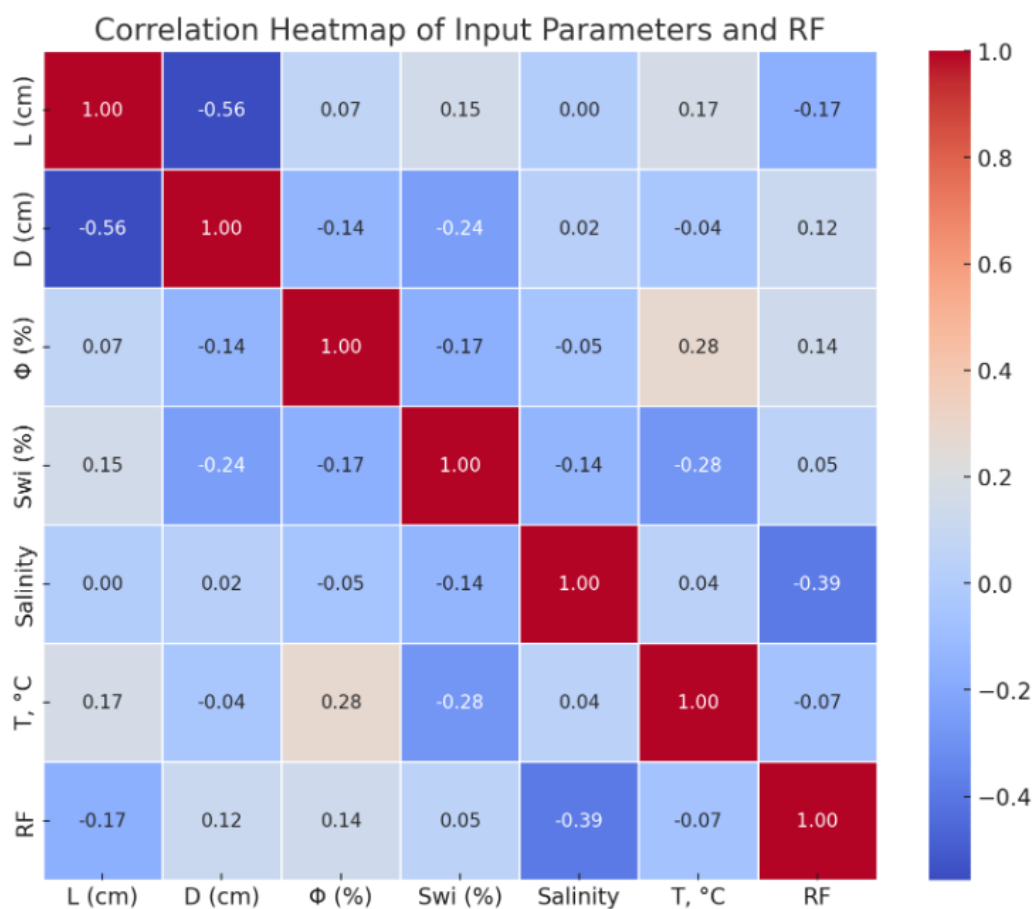 Correlation Heatmap of Input Parameters and RF
L (cm) 1.00 -0.56 0.07 0.15 0.00 0.17 -0.17
D (cm) -0.56 1.00 -0.14 -0.24 0.02 -0.04 0.12
Φ (%) 0.07 -0.14 1.00 -0.17 -0.05 0.28 0.14
Swi (%) 0.15 -0.24 -0.17 1.00 -0.14 -0.28 0.05
Salinity 0.00 0.02 -0.05 -0.14 1.00 0.04 -0.39
T, °C 0.17 -0.04 0.28 -0.28 0.04 1.00 -0.07
RF -0.17 0.12 0.14 0.05 -0.39 -0.07 1.00
L (cm) D (cm) Φ (%) Swi (%) Salinity T, °C RF
1.0
0.8
0.6
0.4
0.2
0.0
−0.2
−0.4